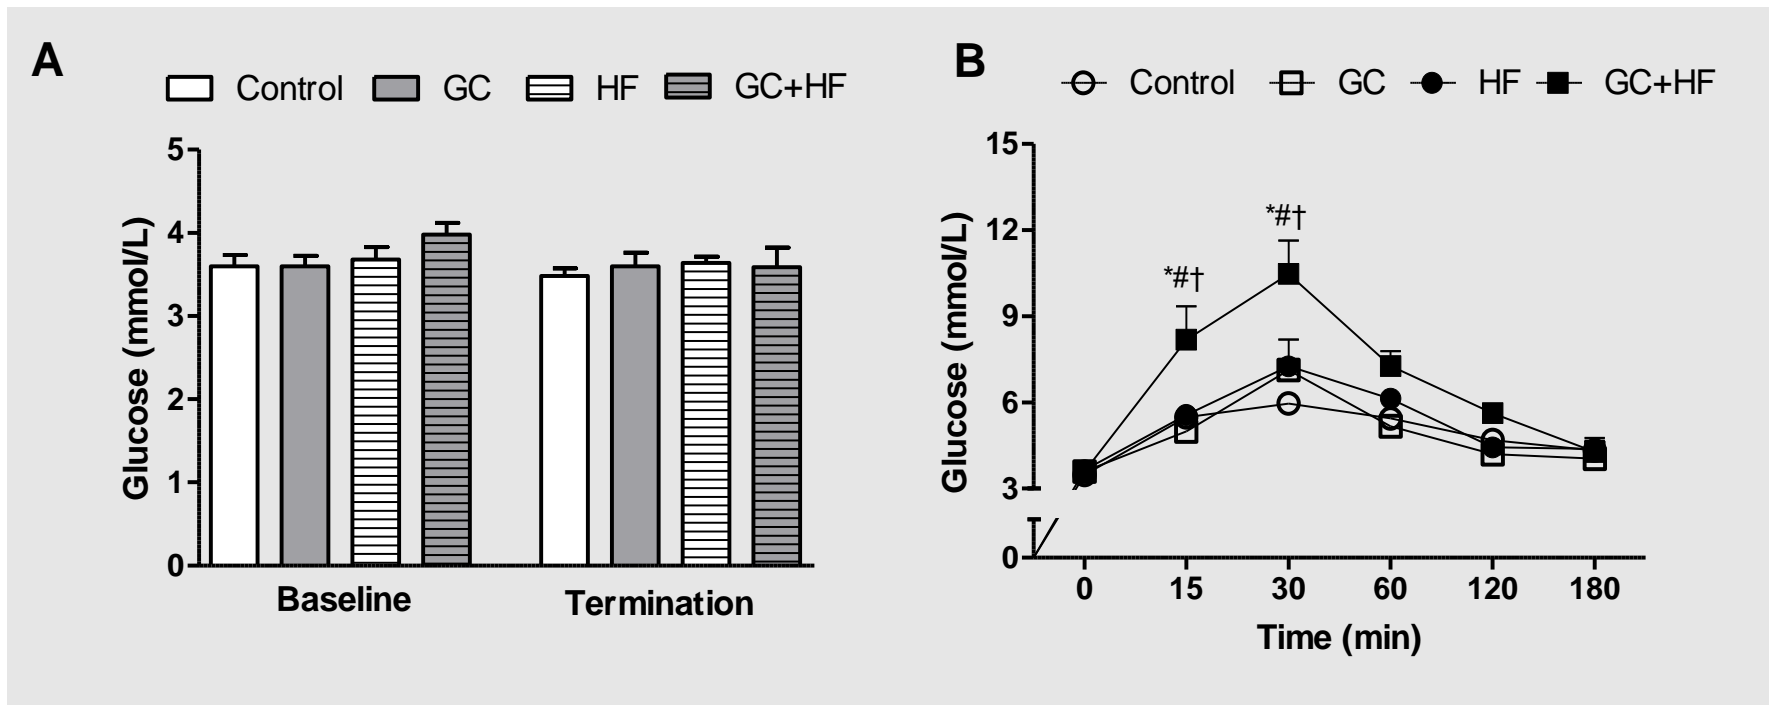 A
Control GC HF GC+HF
5
4
3
2
1
0
Glucose (mmol/L)
Baseline Termination
B
Control GC HF GC+HF
15
12
9
6
3
0
Glucose (mmol/L)
*#†
*#†
0 15 30 60 120 180
Time (min)